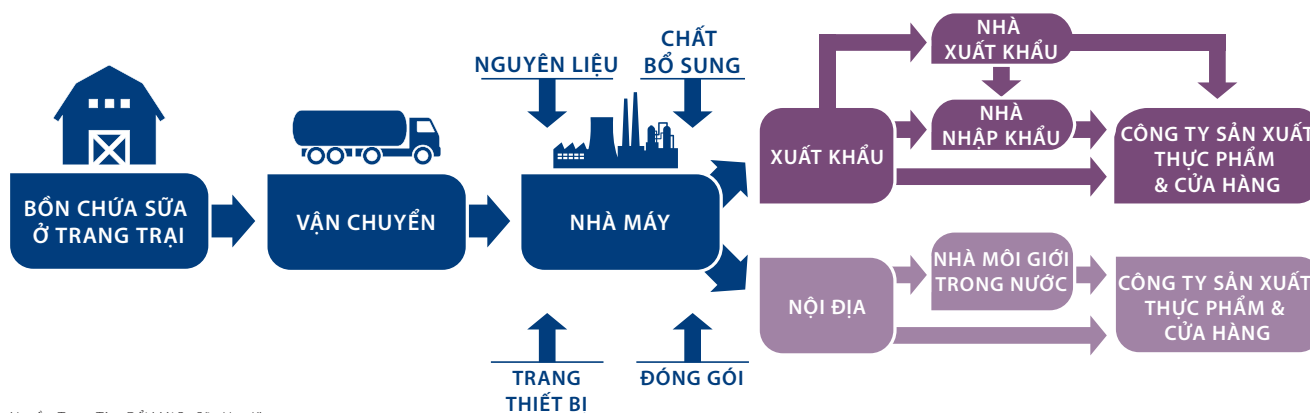 NGUYÊN LIỆU
CHẤT
BỔ SUNG
BỒN CHỨA SỮA
Ở TRANG TRẠI
VẬN CHUYỂN
NHÀ MÁY
TRANG
THIẾT BỊ
ĐÓNG GÓI
XUẤT KHẨU
NHÀ
XUẤT KHẨU
NHÀ
NHẬP KHẨU
CÔNG TY SẢN XUẤT
THỰC PHẨM
& CỬA HÀNG
NỘI ĐỊA
NHÀ MÔI GIỚI
TRONG NƯỚC
CÔNG TY SẢN XUẤT
THỰC PHẨM &
CỬA HÀNG